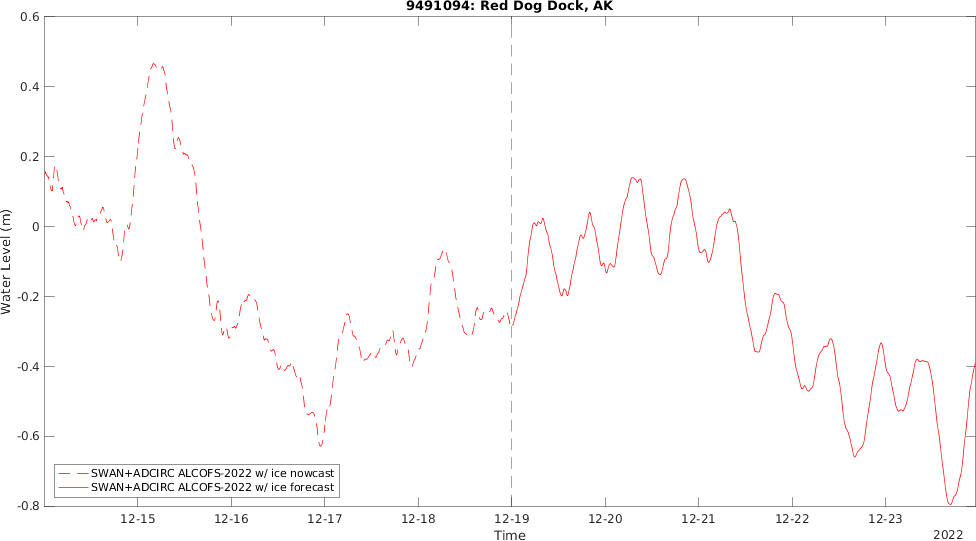 9491094: Red Dog Dock, AK
Water Level (m)
0.6
0.4
0.2
0
-0.2
-0.4
-0.6
-0.8
SWAN+ADCIRC ALCOFS-2022 w/ ice nowcast
SWAN+ADCIRC ALCOFS-2022 w/ ice forecast
12-15 12-16 12-17 12-18 12-19 12-20 12-21 12-22 12-23
Time
2022